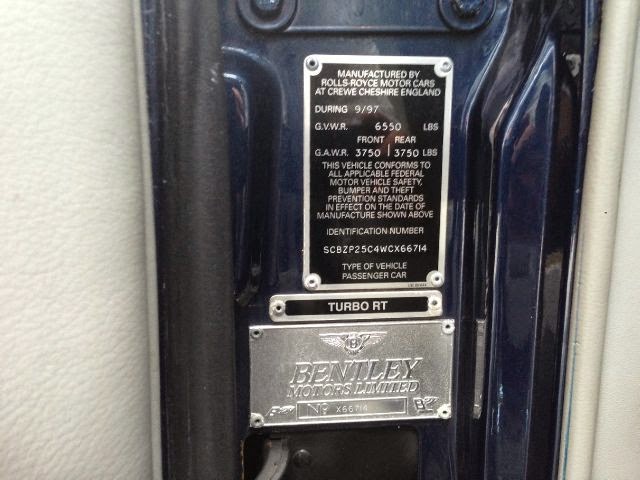 MANUFACTURED BY
ROLLS-ROYCE MOTOR CARS
AT CREWE CHESHIRE ENGLAND
DURING 9/97
G.V.W.R. 6550 LBS
FRONT REAR
G.A.W.R. 3750 3750 LBS
THIS VEHICLE CONFORMS TO
ALL APPLICABLE FEDERAL
MOTOR VEHICLE SAFETY,
BUMPER AND THEFT
PREVENTION STANDARDS
IN EFFECT ON THE DATE OF
MANUFACTURE SHOWN ABOVE
IDENTIFICATION NUMBER
SCBZP25C4WCX66714
TYPE OF VEHICLE
PASSENGER CAR
TURBO RT
B
BENTLEY
MOTORS LIMITED
Nº X66714